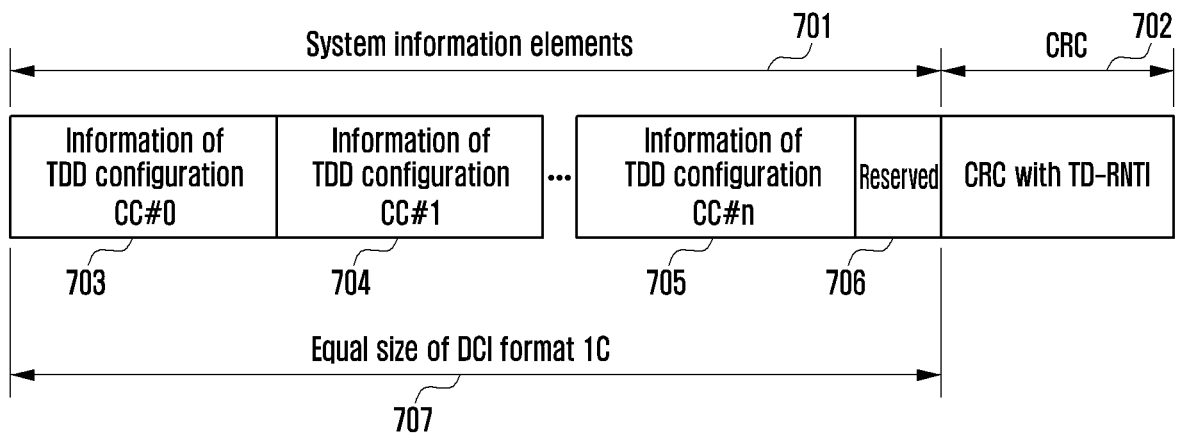 701
702
System information elements
CRC
Information of
TDD configuration
CC#0
Information of
TDD configuration
CC#1
...
Information of
TDD configuration
CC#n
Reserved
CRC with TD-RNTI
703
704
705
706
Equal size of DCI format 1C
707